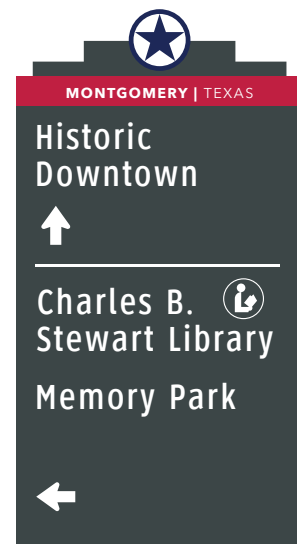 MONTGOMERY | TEXAS
Historic
Downtown
Charles B.
Stewart Library
Memory Park